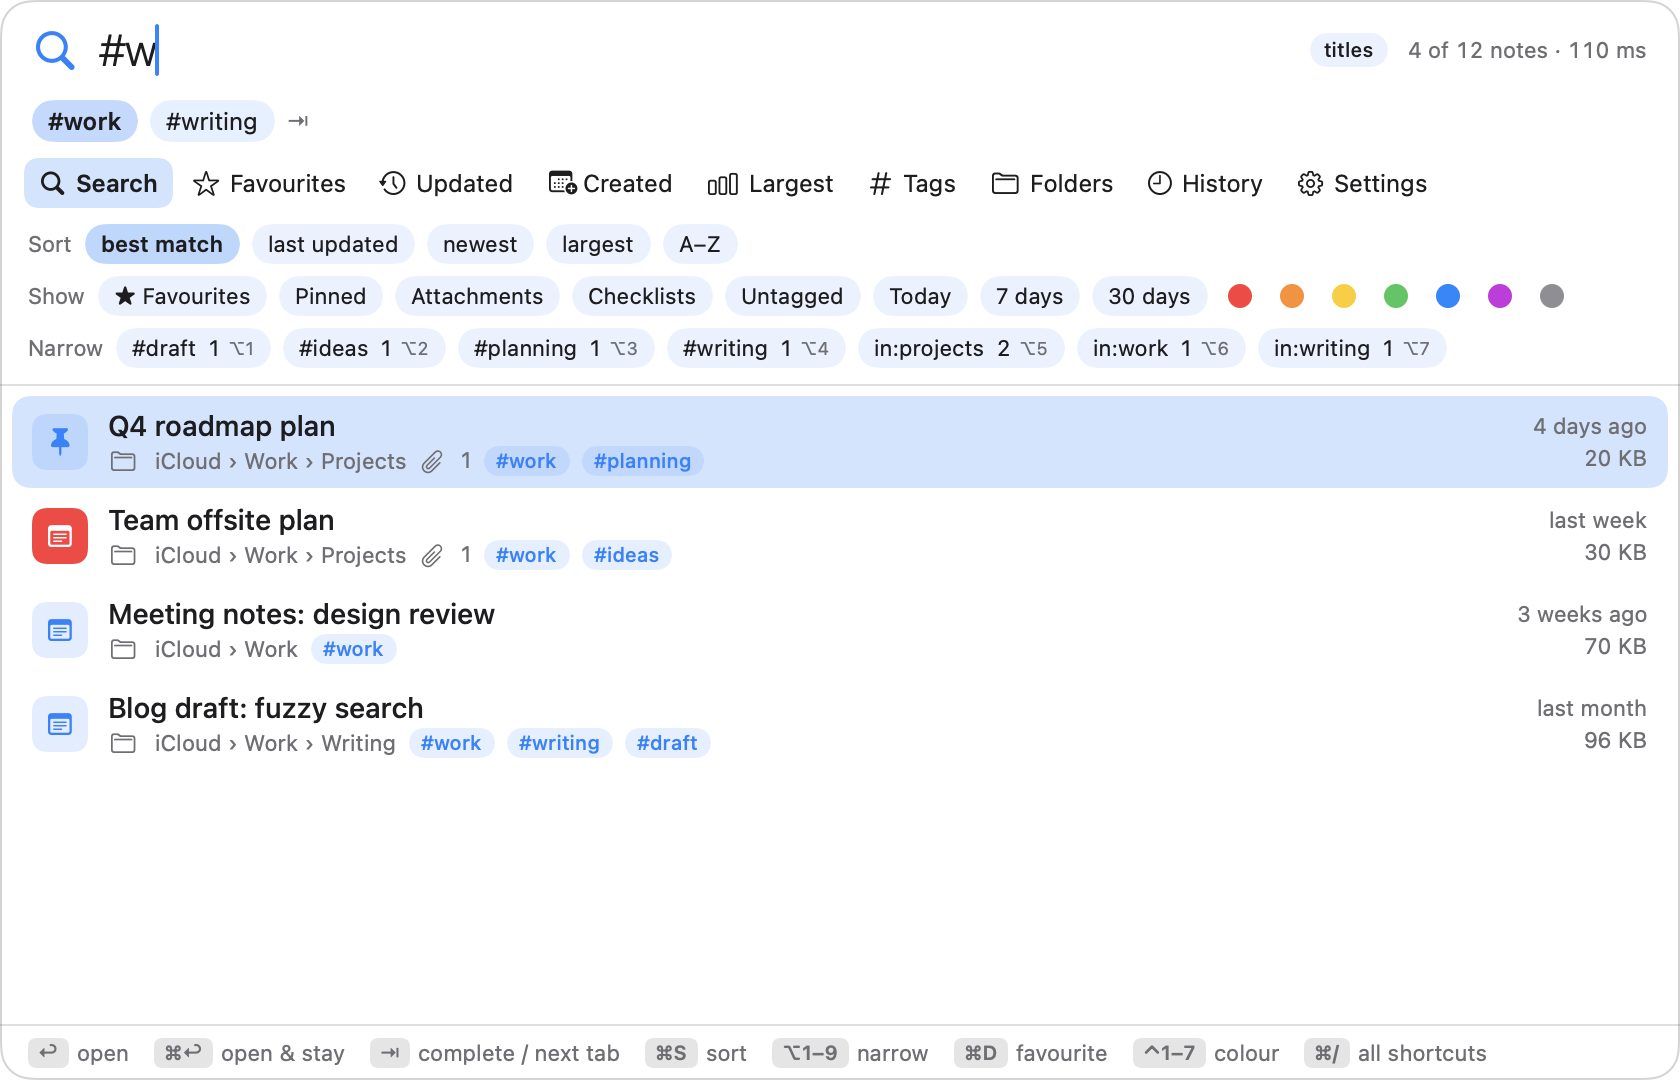 #w titles 4 of 12 notes · 110 ms
#work #writing ⇥
Search Favourites Updated Created Largest # Tags Folders History Settings
Sort best match last updated newest largest A–Z
Show ★ Favourites Pinned Attachments Checklists Untagged Today 7 days 30 days
Narrow #draft 1 ⌥1 #ideas 1 ⌥2 #planning 1 ⌥3 #writing 1 ⌥4 in:projects 2 ⌥5 in:work 1 ⌥6 in:writing 1 ⌥7
Q4 roadmap plan 4 days ago
iCloud › Work › Projects 1 #work #planning 20 KB
Team offsite plan last week
iCloud › Work › Projects 1 #work #ideas 30 KB
Meeting notes: design review 3 weeks ago
iCloud › Work #work 70 KB
Blog draft: fuzzy search last month
iCloud › Work › Writing #work #writing #draft 96 KB
↩ open ⌘↩ open & stay ⇥ complete / next tab ⌘S sort ⌥1–9 narrow ⌘D favourite ^1–7 colour ⌘/ all shortcuts